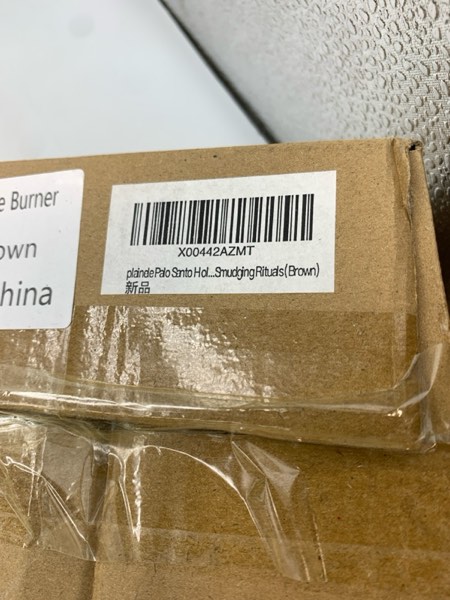 e Burner
own
hina
X00442AZMT
plainde Palo Santo Hol...Smudging Rituals (Brown)
新品